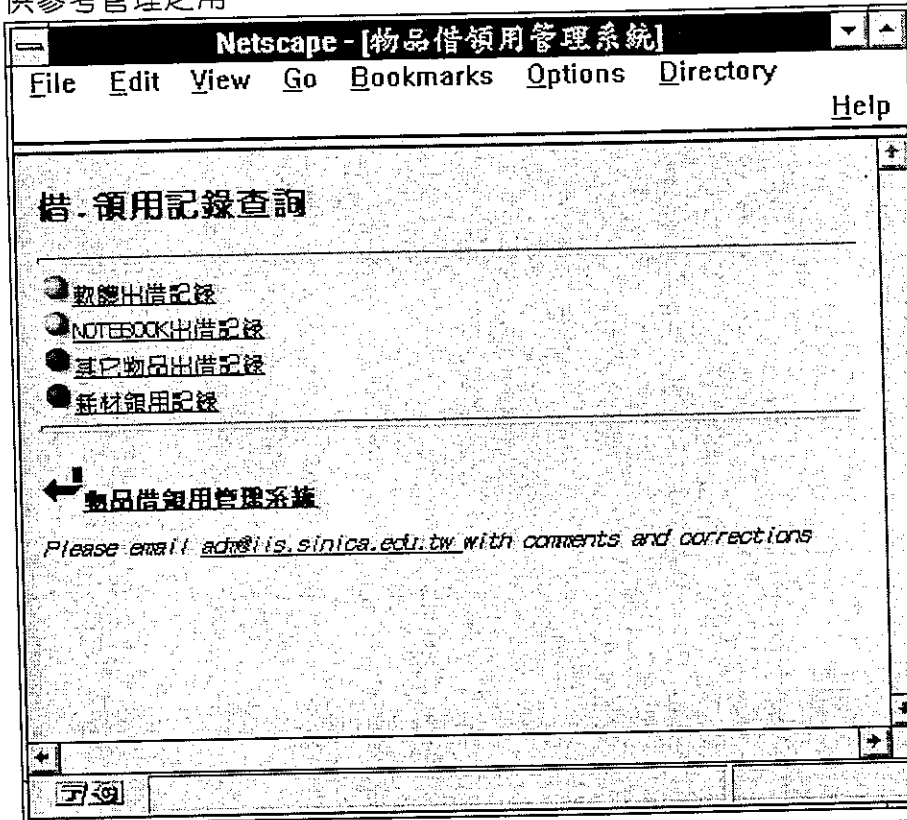 供參考管理之用
Netscape - [物品借領用管理系統]
File Edit View Go Bookmarks Options Directory
Help
借.領用記錄查詢
軟體出借記錄
NOTEBOOK出借記錄
其它物品出借記錄
耗材領用記錄
物品借領用管理系統
Please email adm@iis.sinica.edu.tw with comments and corrections